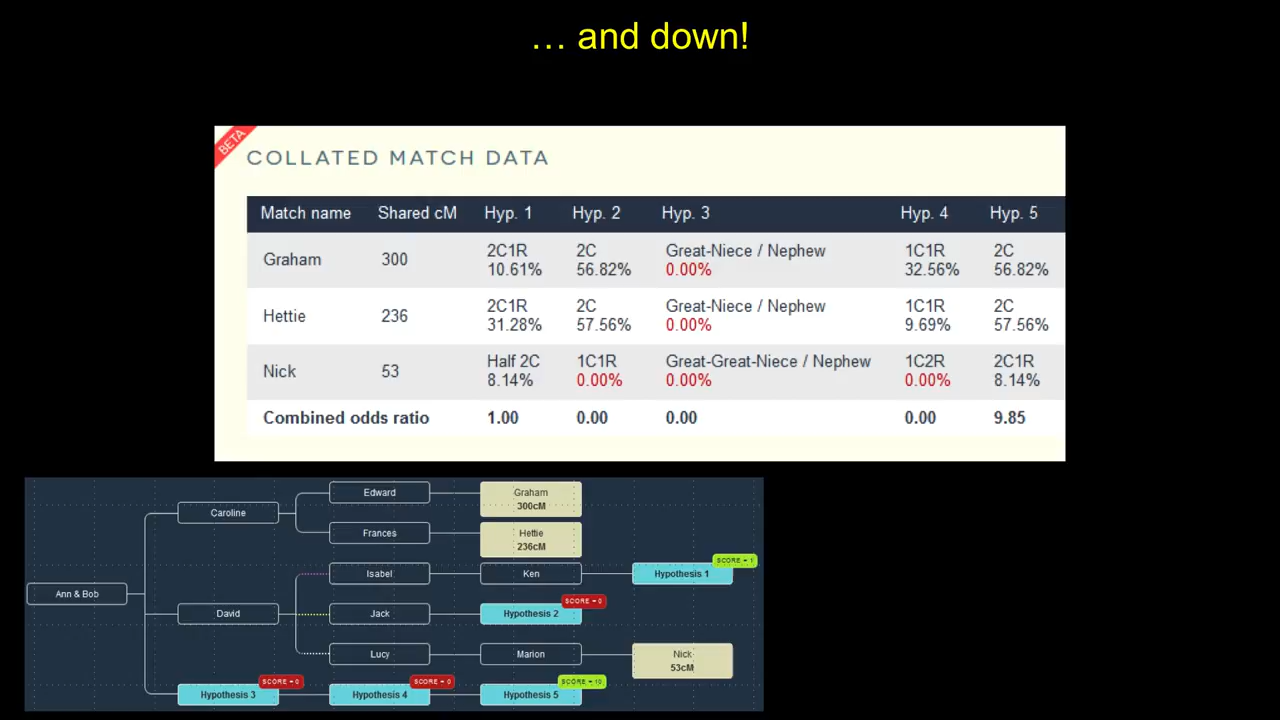 … and down!
BETA
COLLATED MATCH DATA
Match name Shared cM Hyp. 1 Hyp. 2 Hyp. 3 Hyp. 4 Hyp. 5
Graham 300 2C1R 10.61% 2C 56.82% Great-Niece / Nephew 0.00% 1C1R 32.56% 2C 56.82%
Hettie 236 2C1R 31.28% 2C 57.56% Great-Niece / Nephew 0.00% 1C1R 9.69% 2C 57.56%
Nick 53 Half 2C 8.14% 1C1R 0.00% Great-Great-Niece / Nephew 0.00% 1C2R 0.00% 2C1R 8.14%
Combined odds ratio 1.00 0.00 0.00 0.00 9.85
Edward
Graham
300cM
Caroline
Frances
Hettie
236cM
SCORE = 1
Isabel
Ken
Hypothesis 1
Ann & Bob
SCORE = 0
David
Jack
Hypothesis 2
Lucy
Marion
Nick
53cM
SCORE = 0
SCORE = 0
SCORE = 10
Hypothesis 3
Hypothesis 4
Hypothesis 5